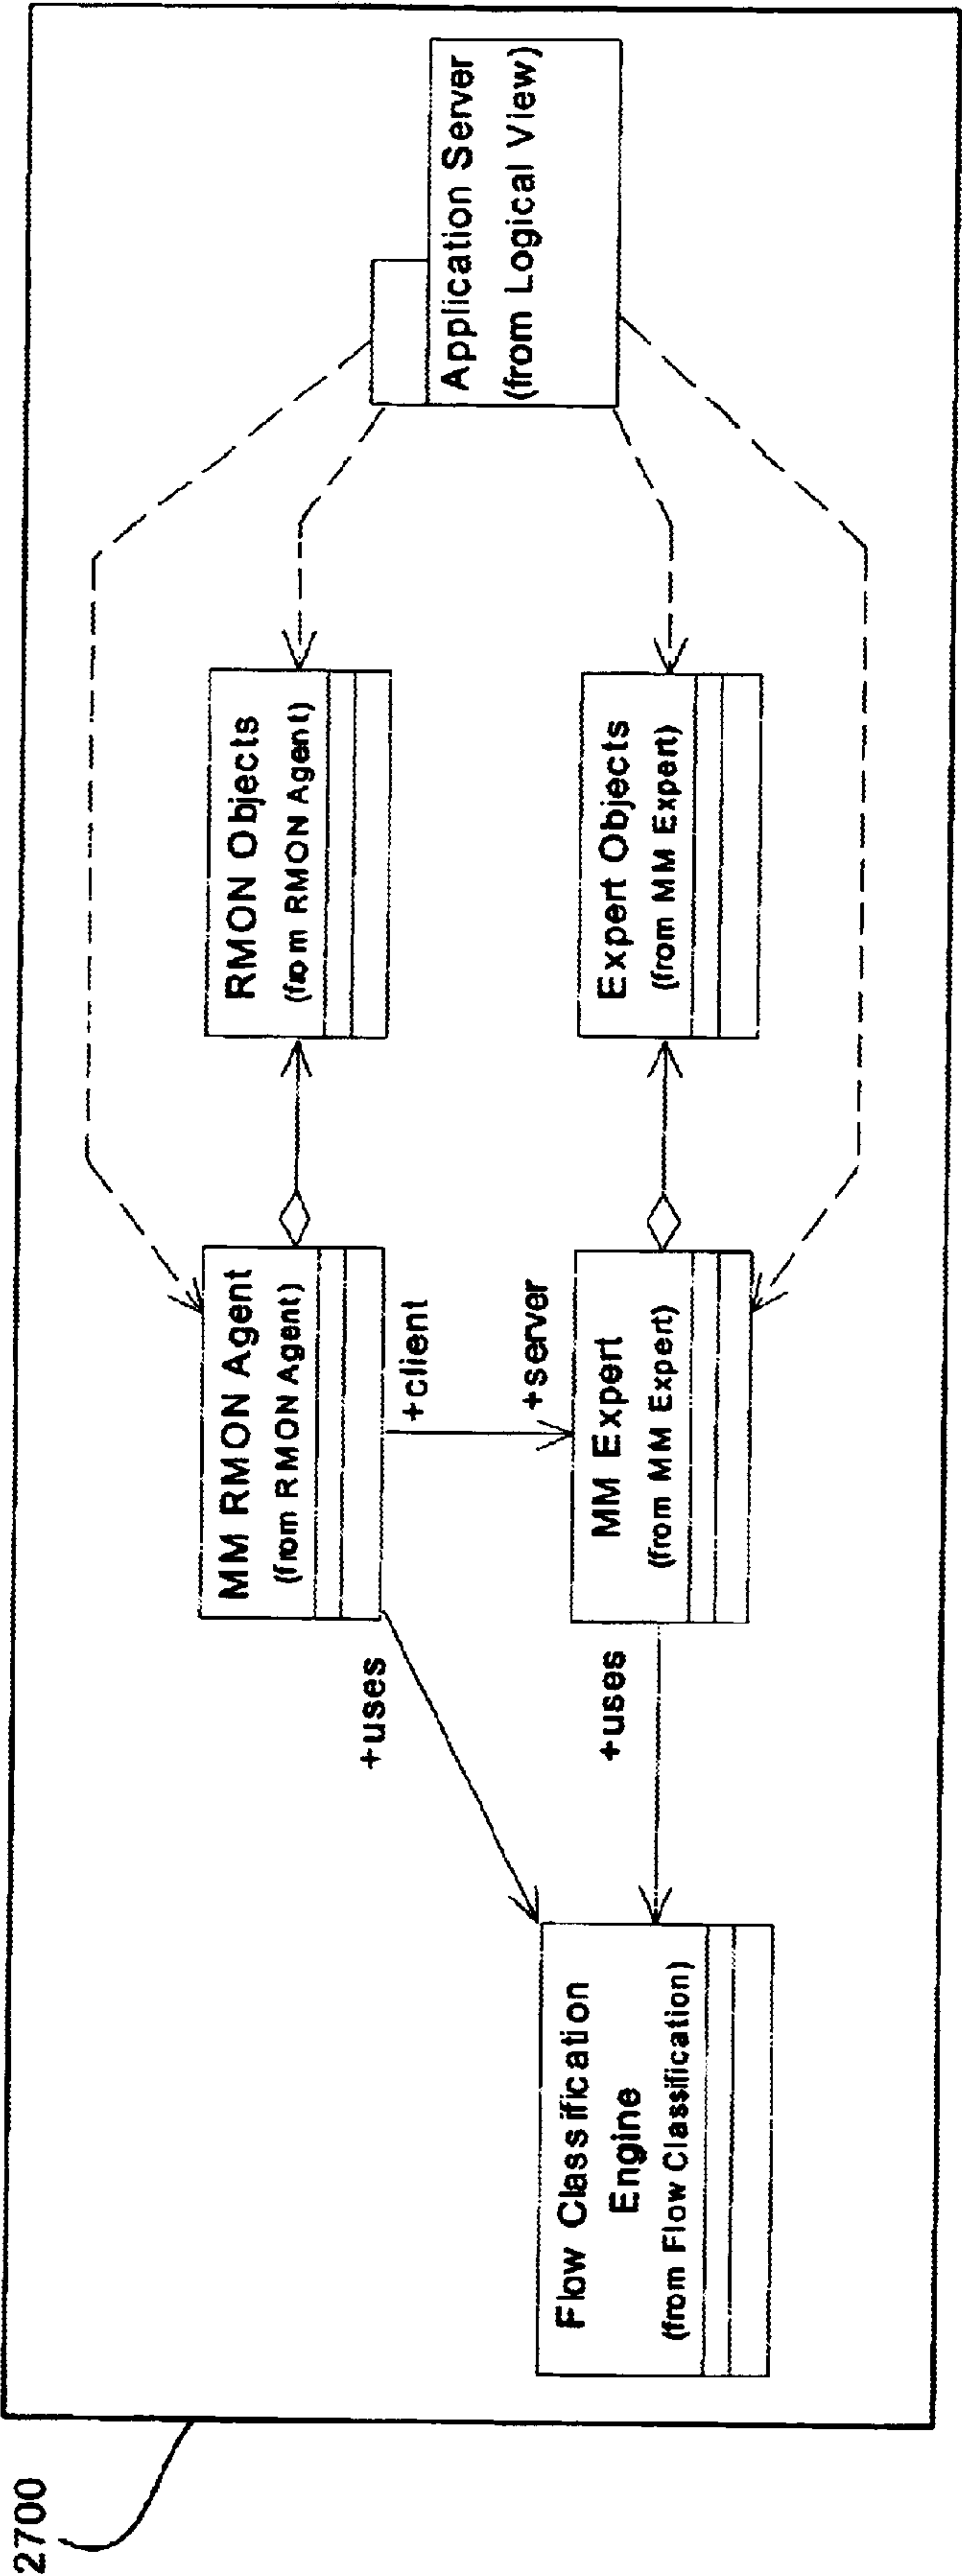 2700
MM RMON Agent
(from RMON Agent)
RMON Objects
(from RMON Agent)
Application Server
(from Logical View)
+uses
+client
+server
+uses
Flow Classification
Engine
(from Flow Classification)
MM Expert
(from MM Expert)
Expert Objects
(from MM Expert)